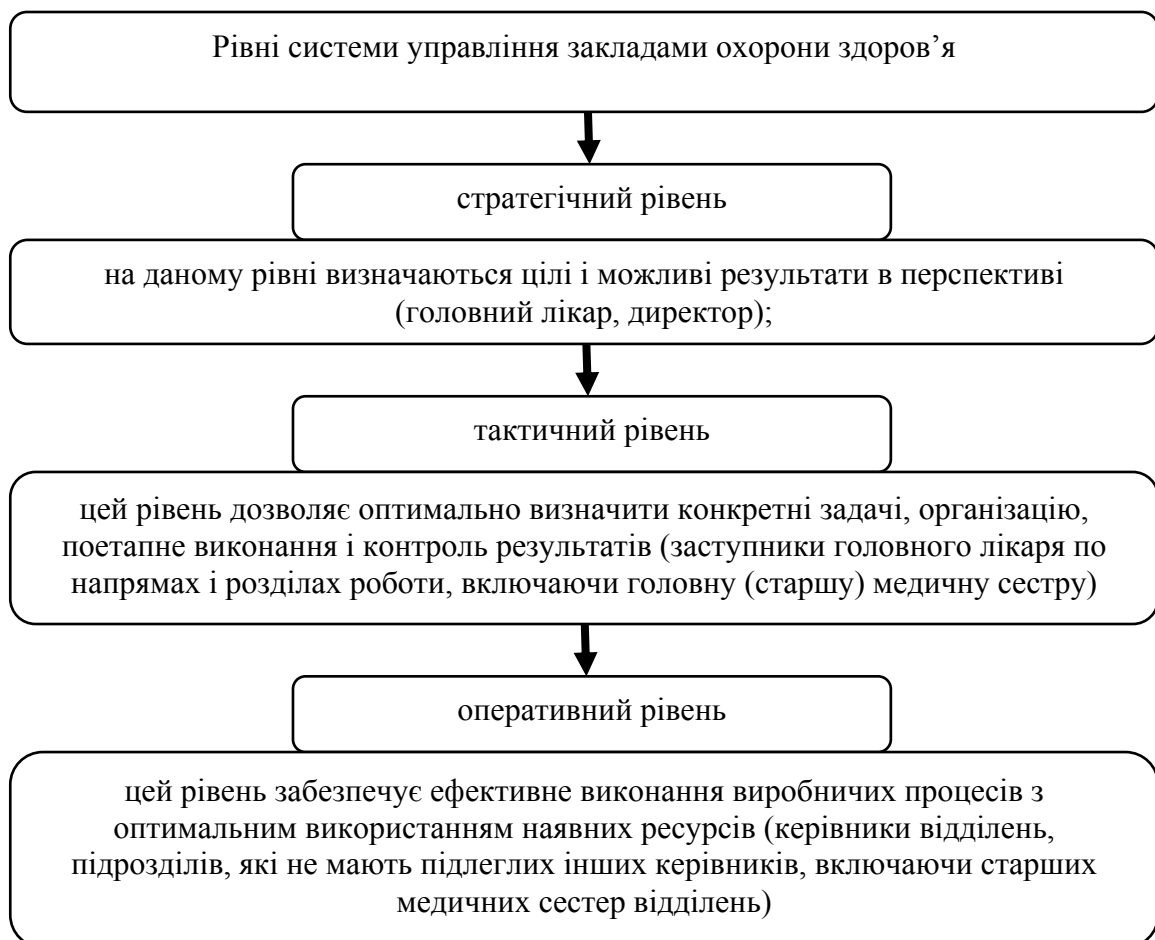 Рівні системи управління закладами охорони здоров’я
стратегічний рівень
на даному рівні визначаються цілі і можливі результати в перспективі
(головний лікар, директор);
тактичний рівень
цей рівень дозволяє оптимально визначити конкретні задачі, організацію,
поетапне виконання і контроль результатів (заступники головного лікаря по
напрямах і розділах роботи, включаючи головну (старшу) медичну сестру)
оперативний рівень
цей рівень забезпечує ефективне виконання виробничих процесів з
оптимальним використанням наявних ресурсів (керівники відділень,
підрозділів, які не мають підлеглих інших керівників, включаючи старших
медичних сестер відділень)